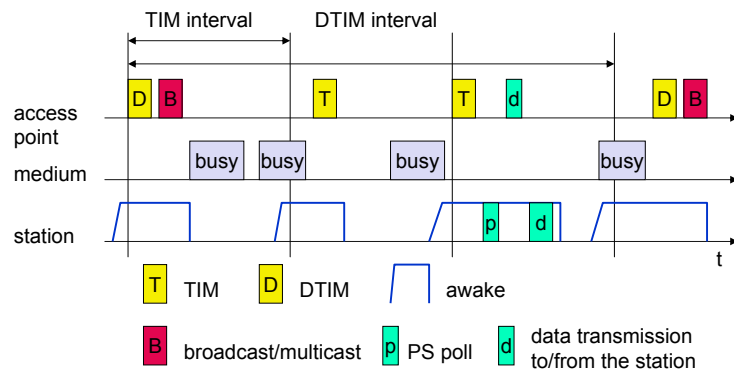 TIM interval
DTIM interval
D B T T d D B
access
point
busy busy busy busy
medium
p d
station
t
T TIM D DTIM awake
B broadcast/multicast p PS poll d data transmission
to/from the station